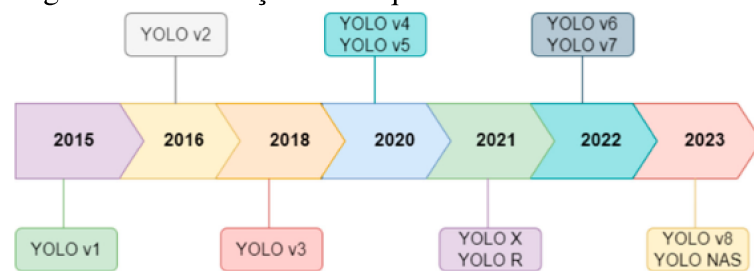 YOLO v2
YOLO v4
YOLO v5
YOLO v6
YOLO v7
2015
2016
2018
2020
2021
2022
2023
YOLO v1
YOLO v3
YOLO X
YOLO R
YOLO v8
YOLO NAS